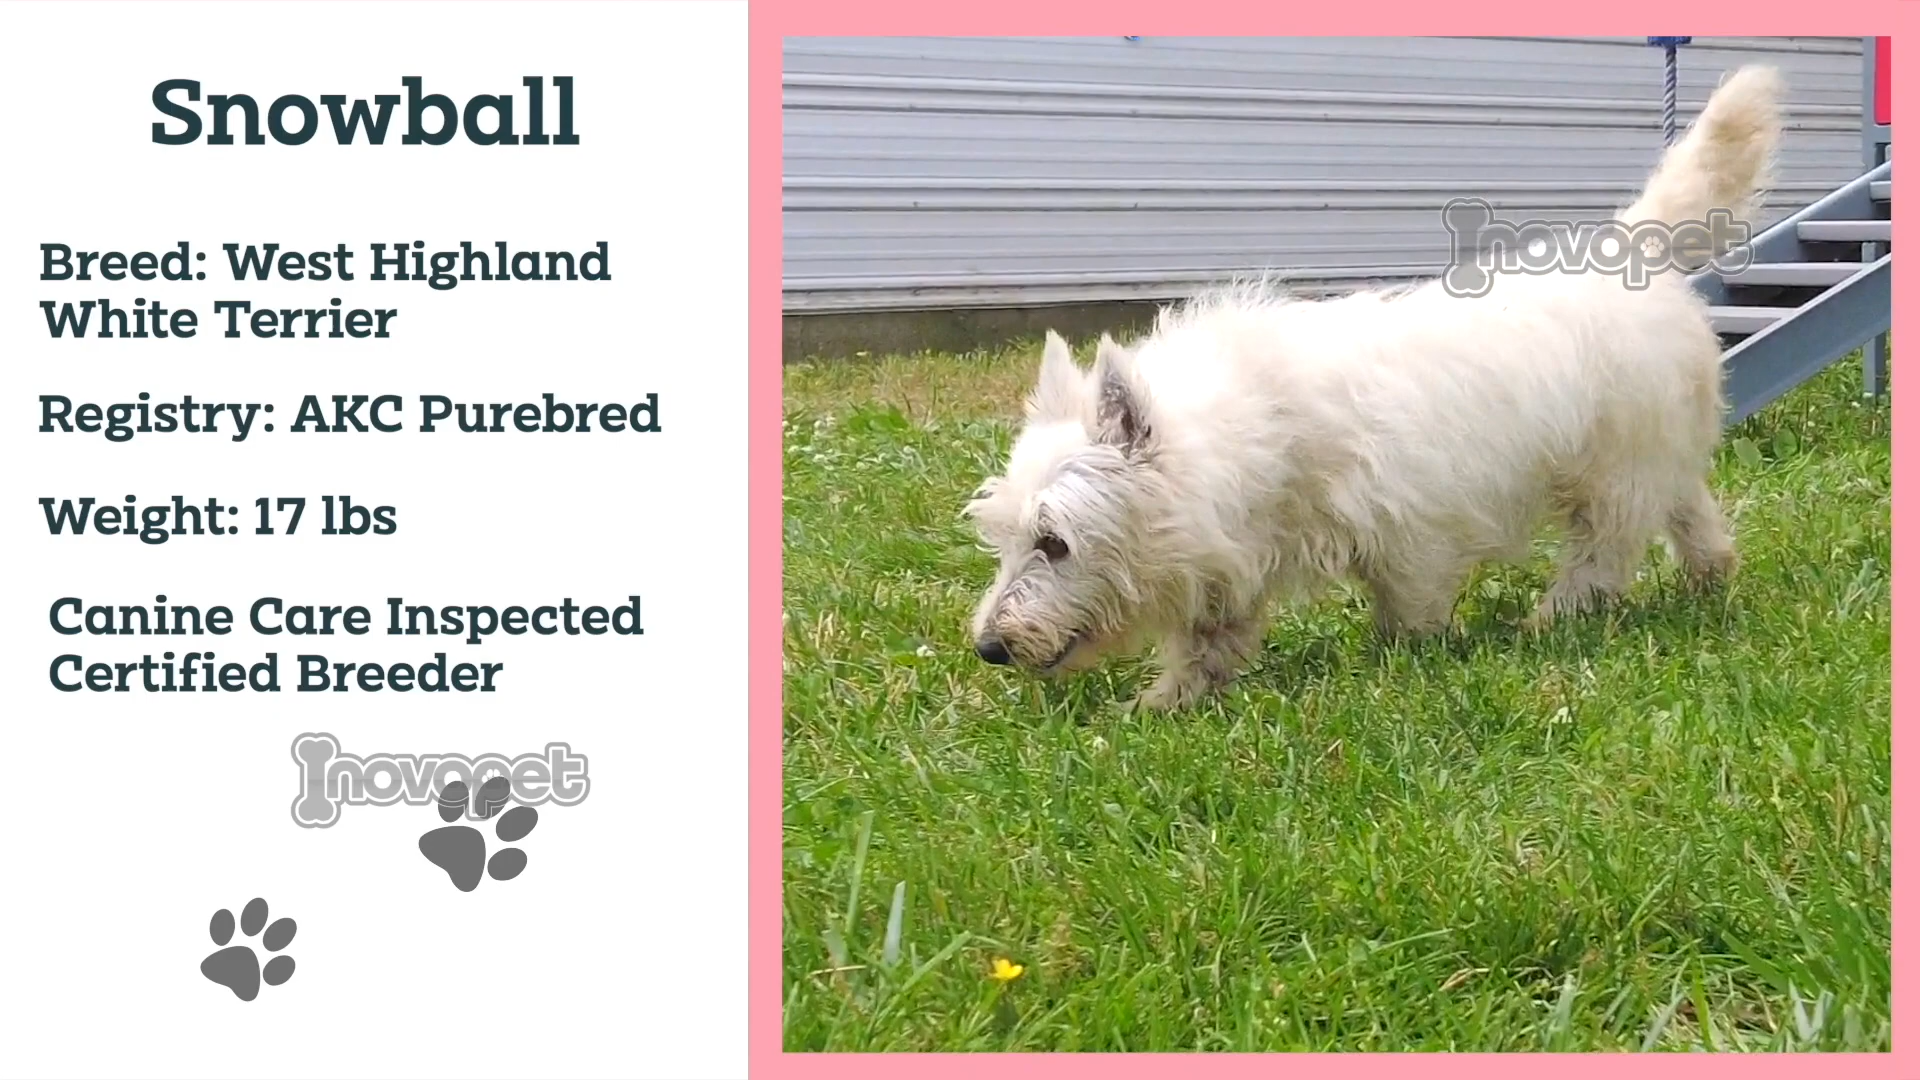 Snowball
Breed: West Highland
White Terrier
Registry: AKC Purebred
Weight: 17 lbs
Canine Care Inspected
Certified Breeder
Inovopet
Inovopet